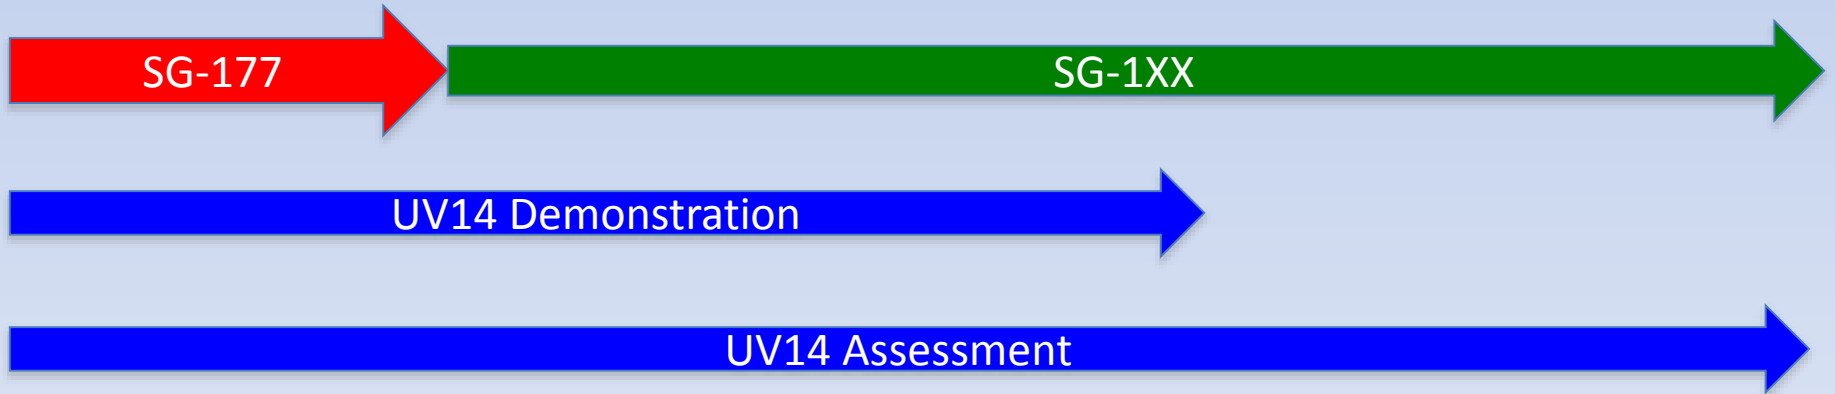 SG-177
SG-1XX
UV14 Demonstration
UV14 Assessment